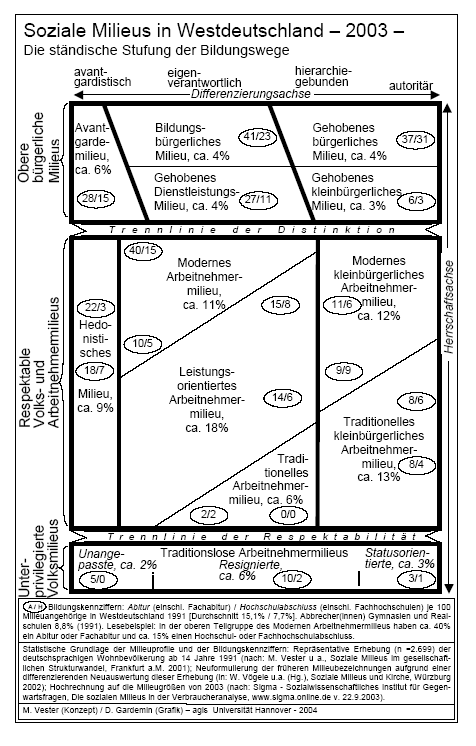 Soziale Milieus in Westdeutschland – 2003 –
Die ständische Stufung der Bildungswege
avant-
gardistisch
eigen-
verantwortlich
hierarchie-
gebunden
autoritär
Differenzierungsachse
Obere
bürgerliche
Milieus
Avant-
garde-
milieu,
ca. 6%
28/15
Bildungs-
bürgerliches
Milieu, ca. 4%
41/23
Gehobenes
bürgerliches
Milieu, ca. 4%
37/31
Gehobenes
Dienstleistungs-
Milieu, ca. 4%
27/11
Gehobenes
kleinbürgerliches
Milieu, ca. 3%
6/3
Trennlinie der Distinktion
Herrschaftsachse
Respektable
Volks- und
Arbeitnehmermilieus
22/3
Hedo-
nisti-
sches
18/7
Milieu,
ca. 9%
40/15
Modernes
Arbeitnehmer-
milieu,
ca. 11%
15/8
10/5
Leistungs-
orientiertes
Arbeitnehmer-
milieu,
ca. 18%
14/6
Tradi-
tionelles
Arbeitnehmer-
milieu, ca. 6%
2/2
0/0
Modernes
kleinbürgerliches
Arbeitnehmer-
11/6
milieu,
ca. 12%
9/9
8/6
Traditionelles
kleinbürgerliches
Arbeitnehmer-
milieu,
8/4
ca. 13%
Trennlinie der Respektabilität
Unter-
privilegierte
Volksmilieus
Traditionslose Arbeitnehmermilieus
Unange-
passte, ca. 2%
5/0
Resignierte,
ca. 6%
10/2
Statusorien-
tierte, ca. 3%
3/1
A / H Bildungskennziffern: Abitur (einschl. Fachabitur) / Hochschulabschluss (einschl. Fachhochschulen) je 100
Milieuangehörige in Westdeutschland 1991 [Durchschnitt 15,1% / 7,7%]. Abbrecher(innen) Gymnasien und Real-
schulen 8,8% (1991). Lesebeispiel: in der oberen Teilgruppe des Modernen Arbeitnehmermilieus haben ca. 40%
ein Abitur oder Fachabitur und ca. 15% einen Hochschul- oder Fachhochschulabschluss.
Statistische Grundlage der Milieuprofile und der Bildungskennziffern: Repräsentative Erhebung (n =2.699) der
deutschsprachigen Wohnbevölkerung ab 14 Jahre 1991 (nach: M. Vester u.a., Soziale Milieus im gesellschaft-
lichen Strukturwandel, Frankfurt a.M. 2001); Neuformulierung der früheren Milieubezeichnungen aufgrund einer
differenzierenden Neuauswertung dieser Erhebung (in: W. Vögele u.a. (Hg.), Soziale Milieus und Kirche, Würzburg
2002); Hochrechnung auf die Milieugrößen von 2003 (nach: Sigma - Sozialwissenschaftliches Institut für Gegen-
wartsfragen, Die sozialen Milieus in der Verbraucheranalyse, www.sigma.online.de v. 22.9.2003).
M. Vester (Konzept) / D. Gardemin (Grafik) – agis Universität Hannover - 2004